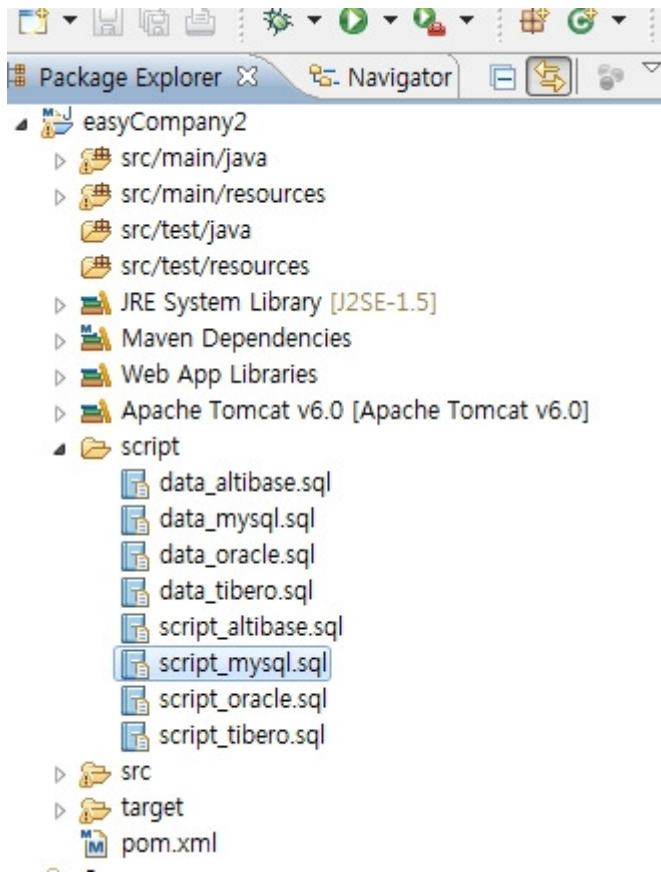 Package Explorer Navigator
easyCompany2
src/main/java
src/main/resources
src/test/java
src/test/resources
JRE System Library [J2SE-1.5]
Maven Dependencies
Web App Libraries
Apache Tomcat v6.0 [Apache Tomcat v6.0]
script
data_altibase.sql
data_mysql.sql
data_oracle.sql
data_tibero.sql
script_altibase.sql
script_mysql.sql
script_oracle.sql
script_tibero.sql
src
target
pom.xml